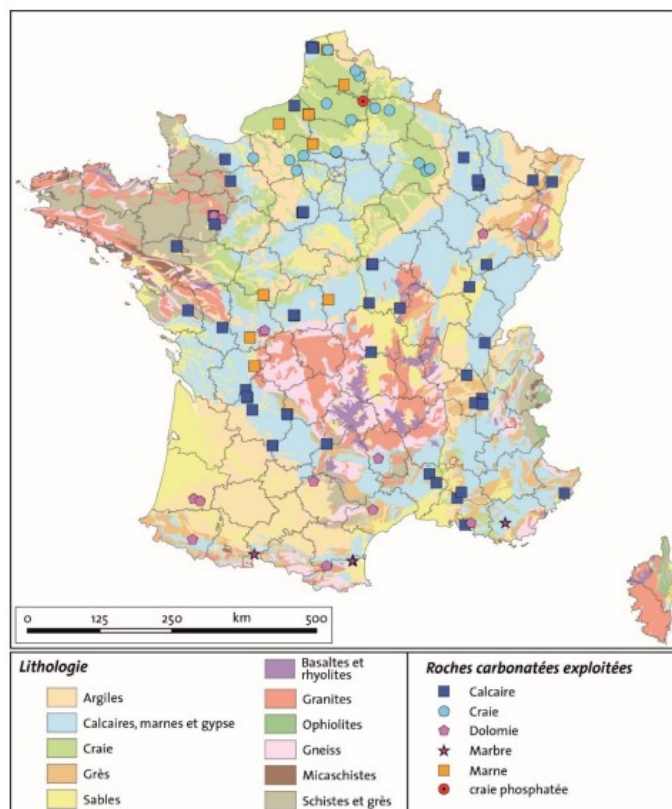 0 125 250 km 500
Lithologie
Argiles
Calcaires, marnes et gypse
Craie
Grès
Sables
Basaltes et
rhyolites
Granites
Ophiolites
Gneiss
Micaschistes
Schistes et grès
Roches carbonatées exploitées
Calcaire
Craie
Dolomie
Marbre
Marne
craie phosphatée